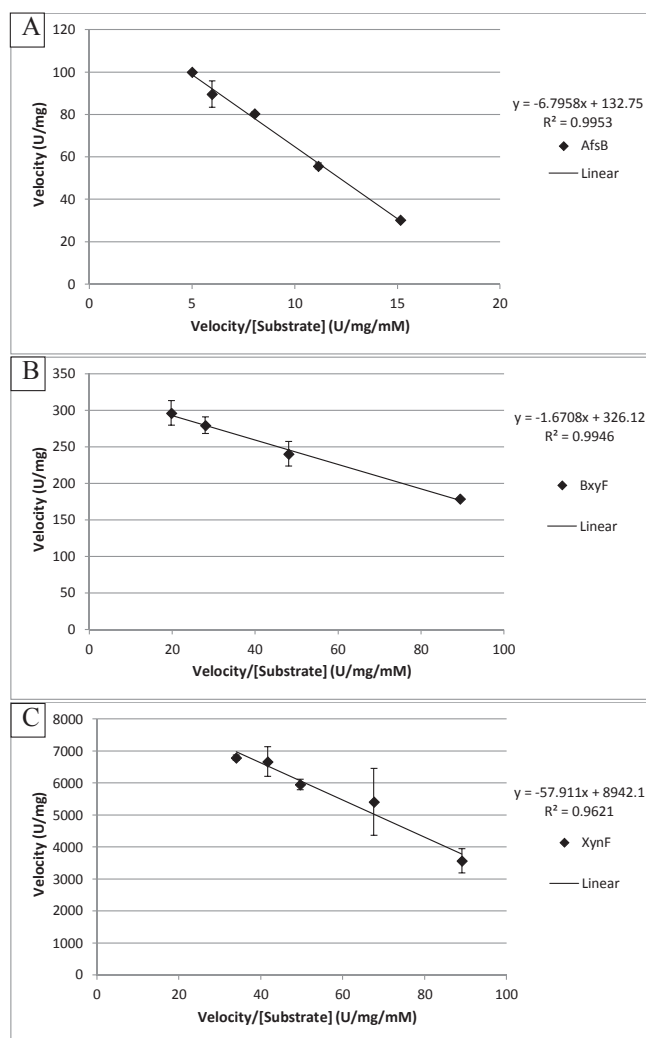 A
120
100
80
60
40
20
0
0 5 10 15 20
Velocity (U/mg)
Velocity/[Substrate] (U/mg/mM)
y = -6.7958x + 132.75
R² = 0.9953
AfsB
Linear
B
350
300
250
200
150
100
50
0
0 20 40 60 80 100
Velocity (U/mg)
Velocity/[Substrate] (U/mg/mM)
y = -1.6708x + 326.12
R² = 0.9946
BxyF
Linear
C
8000
7000
6000
5000
4000
3000
2000
1000
0
0 20 40 60 80 100
Velocity (U/mg)
Velocity/[Substrate] (U/mg/mM)
y = -57.911x + 8942.1
R² = 0.9621
XynF
Linear